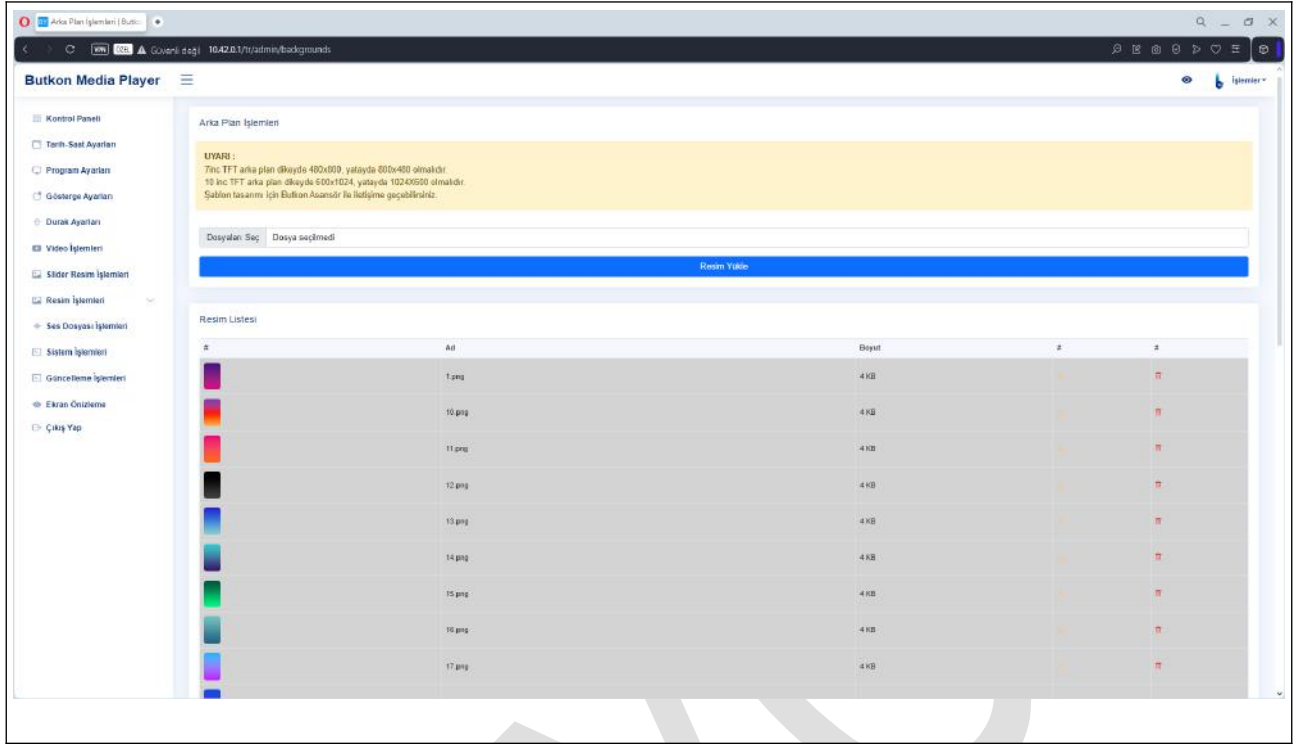 Arka Plan İşlemleri | Butko
VPN ÖZEL Güvenli değil 10.42.0.1/tr/admin/backgrounds
Butkon Media Player
İşlemler
Kontrol Paneli
Tarih-Saat Ayarları
Program Ayarları
Gösterge Ayarları
Durak Ayarları
Video İşlemleri
Slider Resim İşlemleri
Resim İşlemleri
Ses Dosyası İşlemleri
Sistem İşlemleri
Güncelleme İşlemleri
Ekran Önizleme
Çıkış Yap
Arka Plan İşlemleri
UYARI :
7inc TFT arka plan dikeyde 480x800, yatayda 800x480 olmalıdır.
10 inc TFT arka plan dikeyde 600x1024, yatayda 1024X600 olmalıdır.
Şablon tasarımı için Butkon Asansör ile iletişime geçebilirsiniz.
Dosyaları Seç Dosya seçilmedi
Resim Yükle
Resim Listesi
# Ad Boyut # #
1.png 4 KB
10.png 4 KB
11.png 4 KB
12.png 4 KB
13.png 4 KB
14.png 4 KB
15.png 4 KB
16.png 4 KB
17.png 4 KB